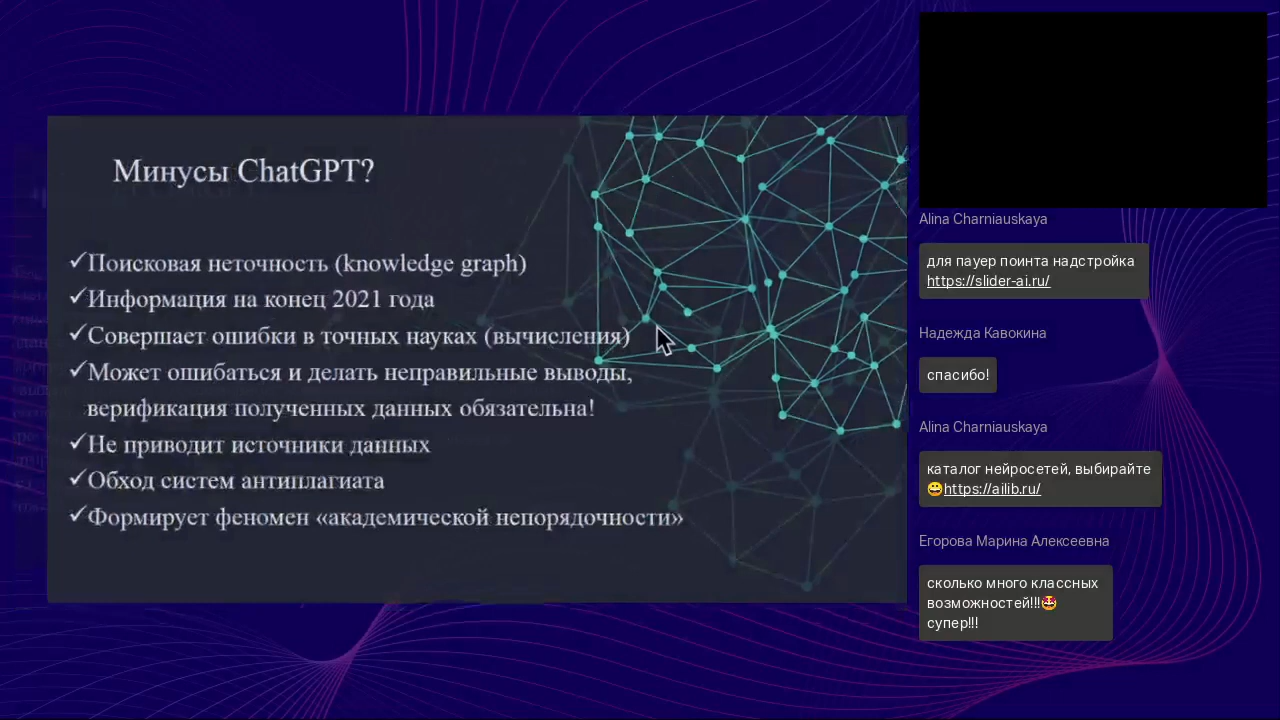 Минусы ChatGPT?
✓Поисковая неточность (knowledge graph)
✓Информация на конец 2021 года
✓Совершает ошибки в точных науках (вычисления)
✓Может ошибаться и делать неправильные выводы,
верификация полученных данных обязательна!
✓Не приводит источники данных
✓Обход систем антиплагиата
✓Формирует феномен «академической непорядочности»
Alina Charniauskaya
для пауер поинта надстройка
https://slider-ai.ru/
Надежда Кавокина
спасибо!
Alina Charniauskaya
каталог нейросетей, выбирайте
😀https://ailib.ru/
Егорова Марина Алексеевна
сколько много классных
возможностей!!!🥰
супер!!!